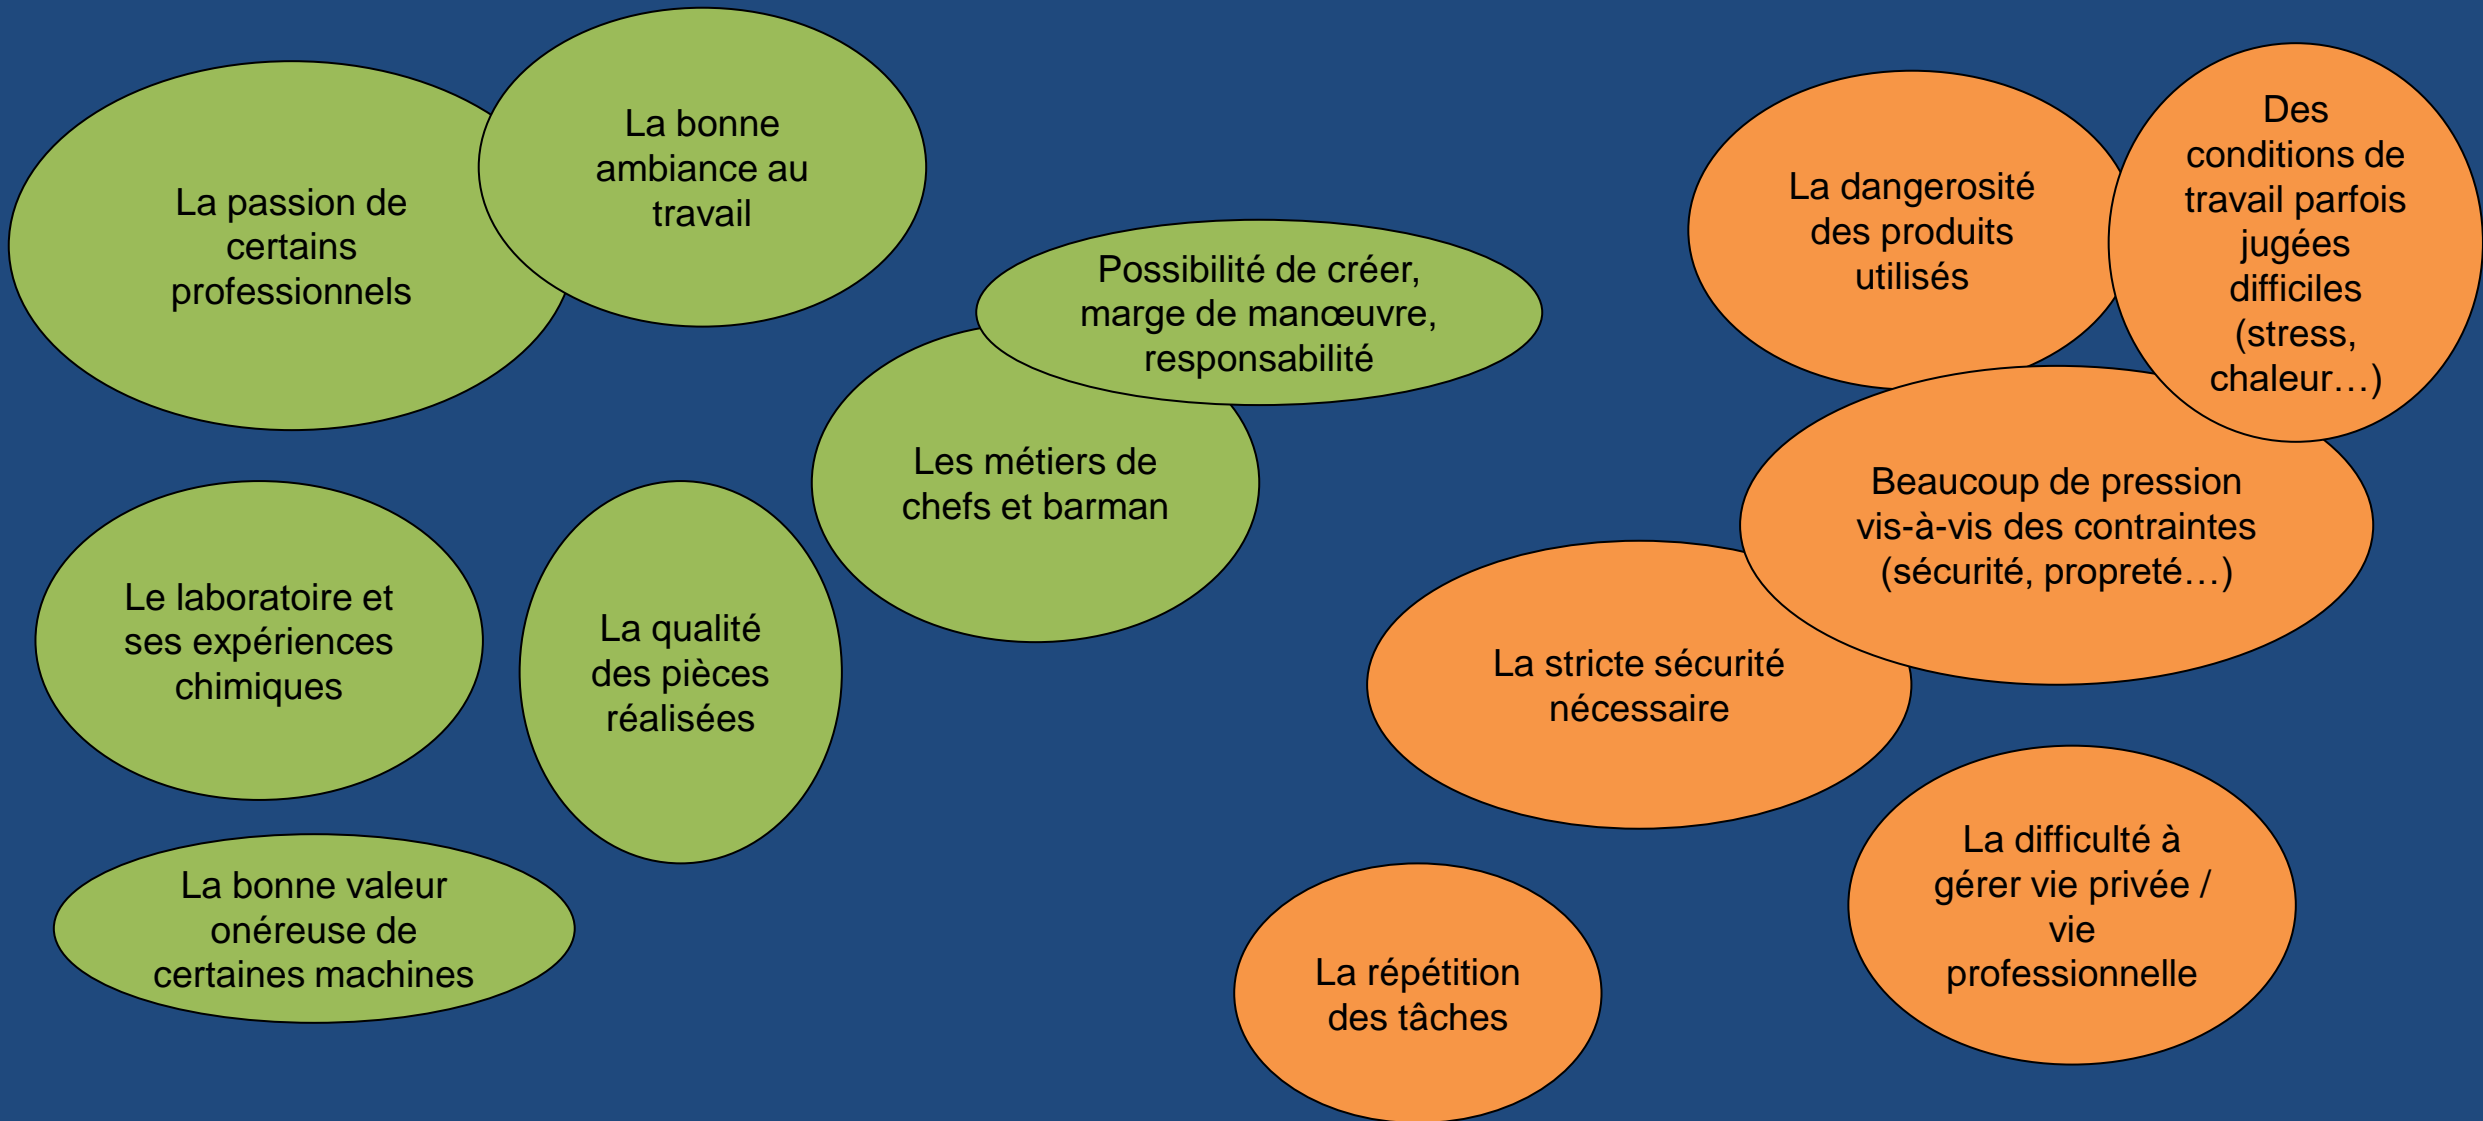 La passion de
certains
professionnels
La bonne
ambiance au
travail
Possibilité de créer,
marge de manœuvre,
responsabilité
Les métiers de
chefs et barman
Le laboratoire et
ses expériences
chimiques
La qualité
des pièces
réalisées
La bonne valeur
onéreuse de
certaines machines
La dangerosité
des produits
utilisés
Des
conditions de
travail parfois
jugées
difficiles
(stress,
chaleur…)
Beaucoup de pression
vis-à-vis des contraintes
(sécurité, propreté…)
La stricte sécurité
nécessaire
La difficulté à
gérer vie privée /
vie
professionnelle
La répétition
des tâches